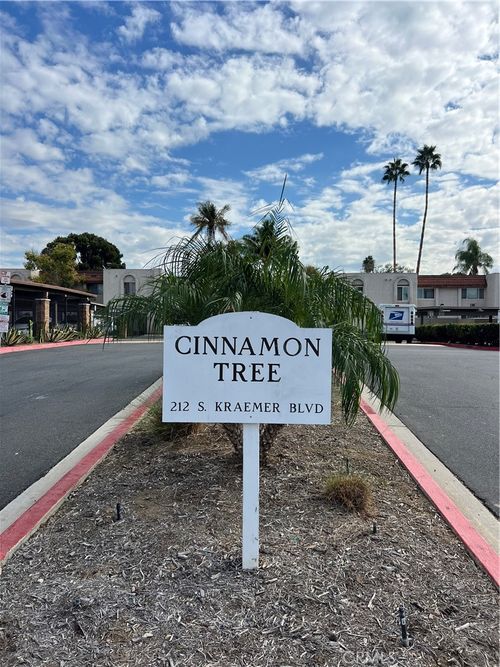 CINNAMON
TREE
212 S. KRAEMER BLVD